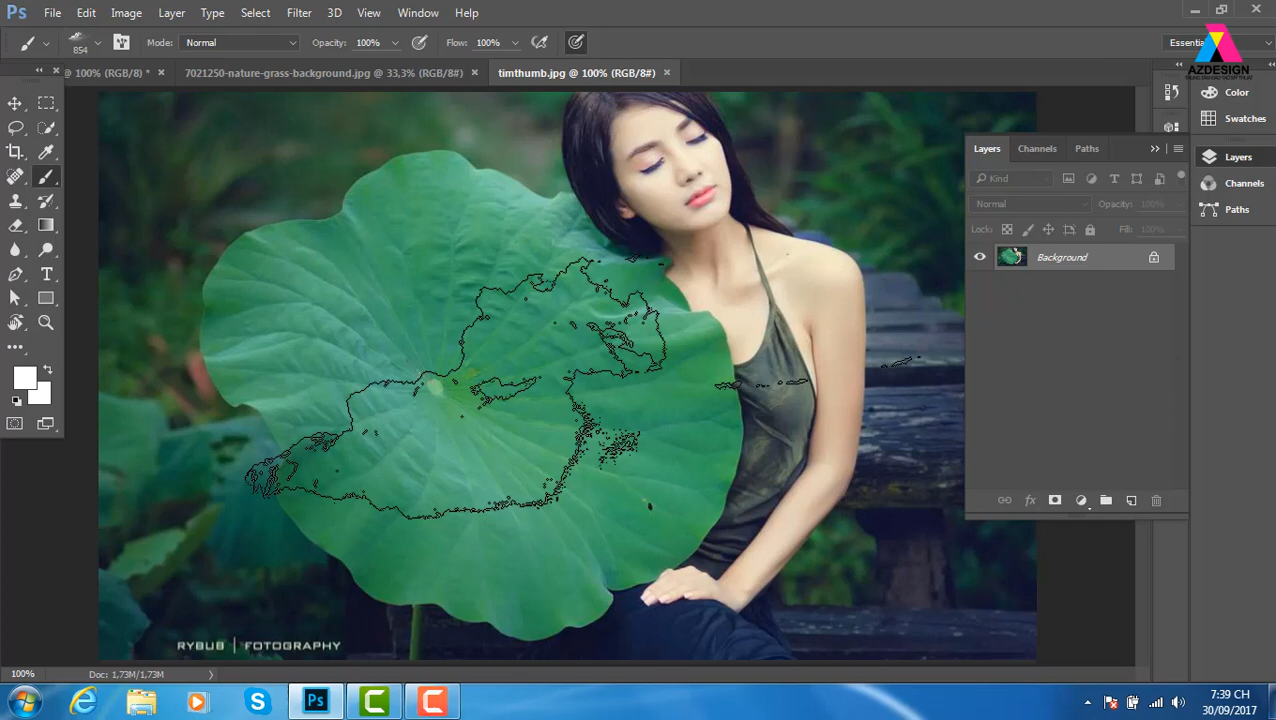 Ps File Edit Image Layer Type Select Filter 3D View Window Help
854 Mode: Normal Opacity: 100% Flow: 100% Essentia
AZDESIGN
@ 100% (RGB/8) * × 7021250-nature-grass-background.jpg @ 33,3% (RGB/8#) × timthumb.jpg @ 100% (RGB/8#) ×
Color
Swatches
Layers
Channels
Paths
Layers Channels Paths
Kind
Normal Opacity: 100%
Lock: Fill: 100%
Background
RYBUB | FOTOGRAPHY
100% Doc: 1,73M/1,73M
Ps
7:39 CH
30/09/2017